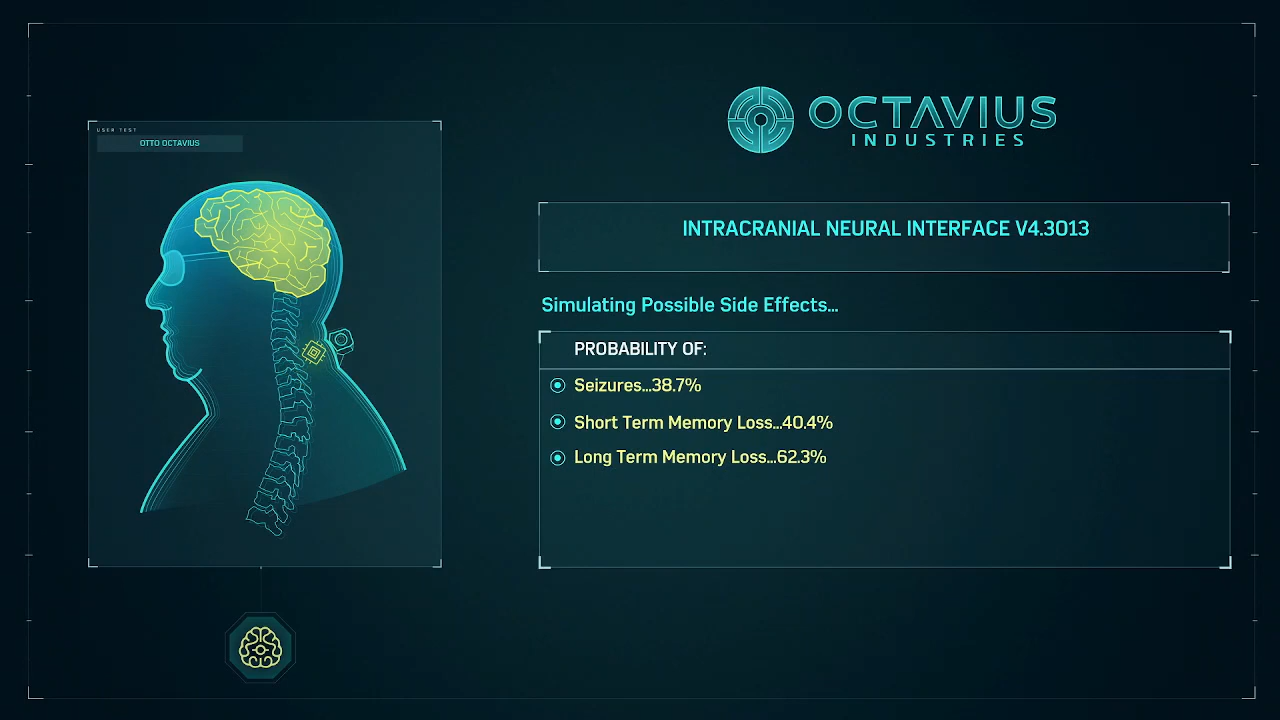 USER TEST
OTTO OCTAVIUS
OCTAVIUS
INDUSTRIES
INTRACRANIAL NEURAL INTERFACE V4.3013
Simulating Possible Side Effects...
PROBABILITY OF:
Seizures...38.7%
Short Term Memory Loss...40.4%
Long Term Memory Loss...62.3%